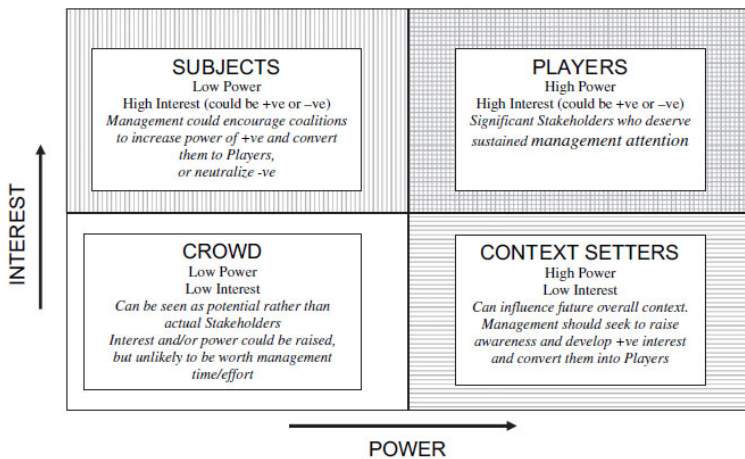 SUBJECTS
Low Power
High Interest (could be +ve or –ve)
Management could encourage coalitions
to increase power of +ve and convert
them to Players,
or neutralize -ve
PLAYERS
High Power
High Interest (could be +ve or –ve)
Significant Stakeholders who deserve
sustained management attention
INTEREST
CROWD
Low Power
Low Interest
Can be seen as potential rather than
actual Stakeholders
Interest and/or power could be raised,
but unlikely to be worth management
time/effort
CONTEXT SETTERS
High Power
Low Interest
Can influence future overall context.
Management should seek to raise
awareness and develop +ve interest
and convert them into Players
POWER